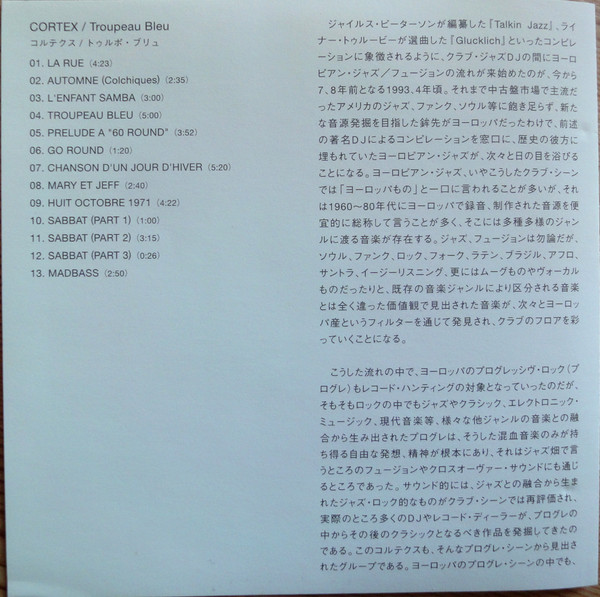 CORTEX / Troupeau Bleu
コルテクス / トゥルポ・ブリュ
01. LA RUE (4:23)
02. AUTOMNE (Colchiques) (2:35)
03. L'ENFANT SAMBA (3:00)
04. TROUPEAU BLEU (5:00)
05. PRELUDE A "60 ROUND" (3:52)
06. GO ROUND (1:20)
07. CHANSON D'UN JOUR D'HIVER (5:20)
08. MARY ET JEFF (2:40)
09. HUIT OCTOBRE 1971 (4:22)
10. SABBAT (PART 1) (1:00)
11. SABBAT (PART 2) (3:15)
12. SABBAT (PART 3) (0:26)
13. MADBASS (2:50)
ジャイルス・ピーターソンが編纂した『Talkin Jazz』、ライ
ナー・トゥルービーが選曲した『Glucklich』といったコンピレ
ーションに象徴されるように、クラブ・ジャズDJの間にヨーロ
ピアン・ジャズ／フュージョンの流れが来始めたのが、今から
7、8年前となる1993、4年頃。それまで中古盤市場で主流だ
ったアメリカのジャズ、ファンク、ソウル等に飽き足らず、新た
な音源発掘を目指した鉾先がヨーロッパだったわけで、前述
の著名DJによるコンピレーションを窓口に、歴史の彼方に
埋もれていたヨーロピアン・ジャズが、次々と日の目を浴びる
ことになる。ヨーロピアン・ジャズ、いやこうしたクラブ・シーン
では「ヨーロッパもの」と一口に言われることが多いが、それ
は1960〜80年代にヨーロッパで録音、制作された音源を便
宜的に総称して言うことが多く、そこには多種多様のジャン
ルに渡る音楽が存在する。ジャズ、フュージョンは勿論だが、
ソウル、ファンク、ロック、フォーク、ラテン、ブラジル、アフロ、
サントラ、イージーリスニング、更にはムーグものやヴォーカル
ものだったりと、既存の音楽ジャンルにより区分される音楽
とは全く違った価値観で見出された音楽が、次々とヨーロッ
パ産というフィルターを通じて発見され、クラブのフロアを彩
っていくことになる。
こうした流れの中で、ヨーロッパのプログレッシヴ・ロック（プ
ログレ）もレコード・ハンティングの対象となっていったのだが、
そもそもロックの中でもジャズやクラシック、エレクトロニック・
ミュージック、現代音楽等、様々な他ジャンルの音楽との融
合から生み出されたプログレは、そうした混血音楽のみが持
ち得る自由な発想、精神が根本にあり、それはジャズ畑で言
うところのフュージョンやクロスオーヴァー・サウンドにも通じ
るところであった。サウンド的には、ジャズとの融合から生ま
れたジャズ・ロック的なものがクラブ・シーンでは再評価され、
実際のところ多くのDJやレコード・ディーラーが、プログレの
中からその後のクラシックとなるべき作品を発掘してきたの
である。このコルテクスも、そんなプログレ・シーンから見出さ
れたグループである。ヨーロッパのプログレ・シーンの中でも、